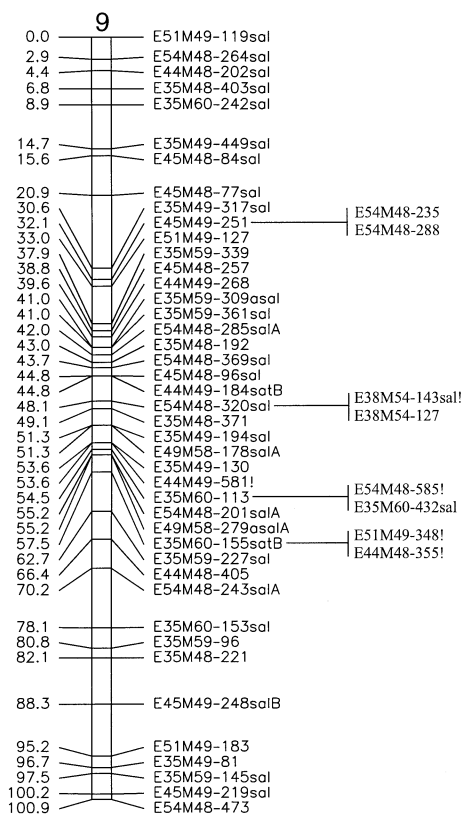 9
0.0 E51M49-119sal
2.9 E54M48-264sal
4.4 E44M48-202sal
6.8 E35M48-403sal
8.9 E35M60-242sal
14.7 E35M49-449sal
15.6 E45M48-84sal
20.9 E45M48-77sal
30.6 E35M49-317sal
32.1 E45M49-251 E54M48-235
E54M48-288
33.0 E51M49-127
37.9 E35M59-339
38.8 E45M48-257
39.6 E44M49-268
41.0 E35M59-309asal
41.0 E35M59-361sal
42.0 E54M48-285salA
43.0 E35M48-192
43.7 E54M48-369sal
44.8 E45M48-96sal
44.8 E44M49-184satB E38M54-143sal!
48.1 E54M48-320sal
49.1 E35M48-371 E38M54-127
51.3 E35M49-194sal
51.3 E49M58-178salA
53.6 E35M49-130
53.6 E44M49-581! E54M48-585!
54.5 E35M60-113
55.2 E54M48-201salA E35M60-432sal
55.2 E49M58-279asalA E51M49-348!
57.5 E35M60-155satB E44M48-355!
62.7 E35M59-227sal
66.4 E44M48-405
70.2 E54M48-243salA
78.1 E35M60-153sal
80.8 E35M59-96
82.1 E35M48-221
88.3 E45M49-248salB
95.2 E51M49-183
96.7 E35M49-81
97.5 E35M59-145sal
100.2 E45M49-219sal
100.9 E54M48-473